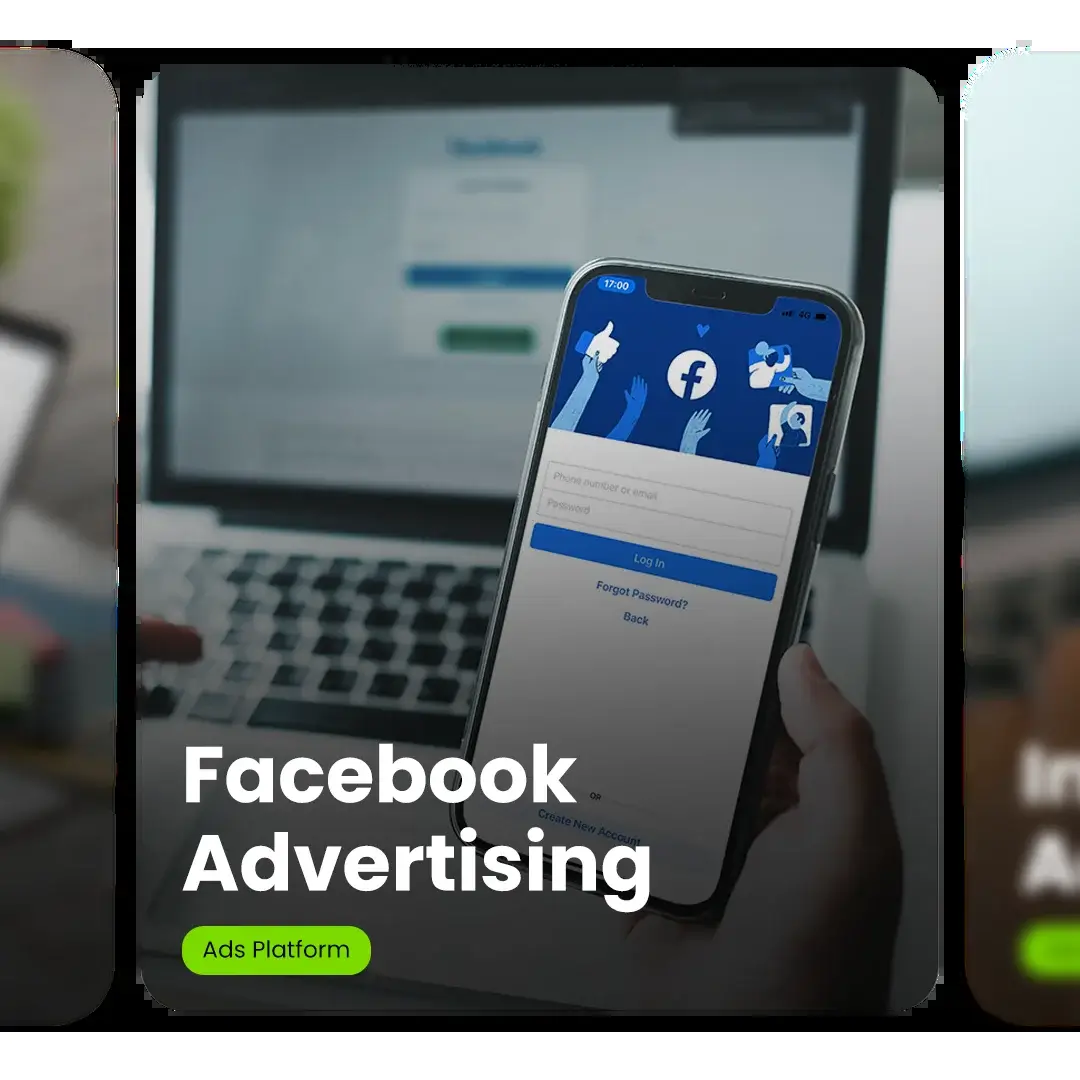 17:00
4G
Phone number or email
Password
Log In
Forgot Password?
Back
OR
Create New Account
Facebook
Advertising
Ads Platform
In